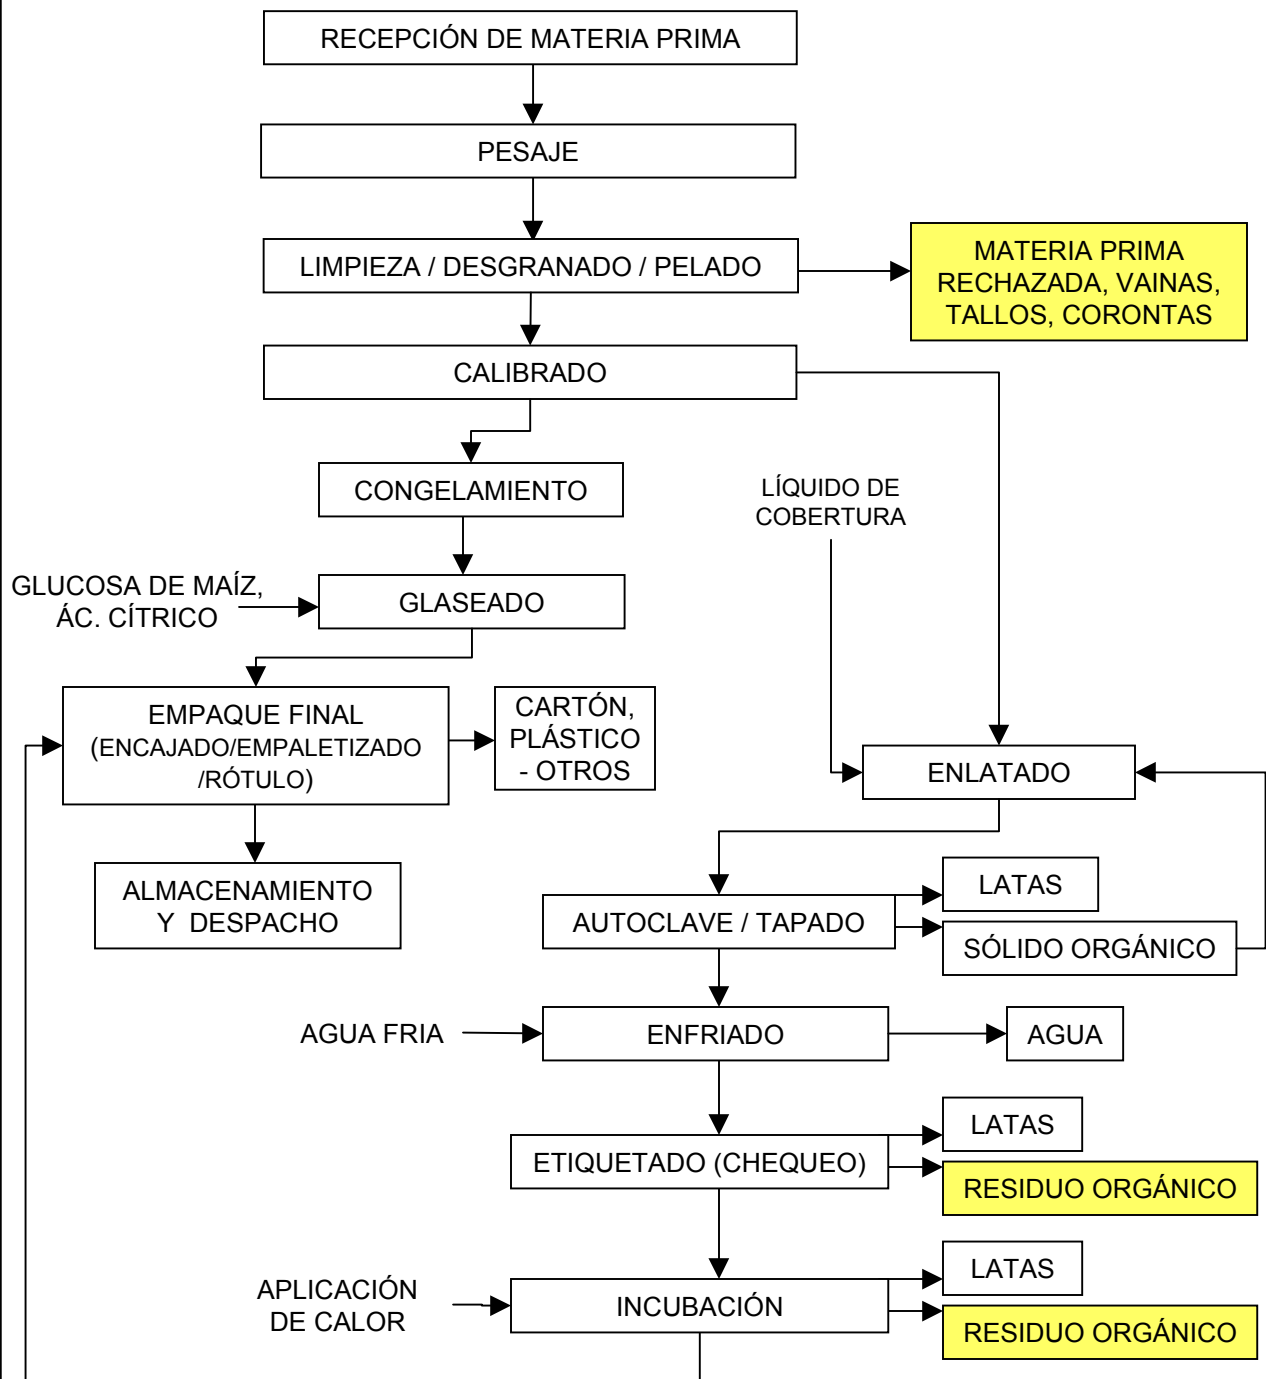 RECEPCIÓN DE MATERIA PRIMA
PESAJE
LIMPIEZA / DESGRANADO / PELADO
MATERIA PRIMA
RECHAZADA, VAINAS,
TALLOS, CORONTAS
CALIBRADO
CONGELAMIENTO
LÍQUIDO DE
COBERTURA
GLUCOSA DE MAÍZ,
ÁC. CÍTRICO
GLASEADO
EMPAQUE FINAL
(ENCAJADO/EMPALETIZADO
/RÓTULO)
CARTÓN,
PLÁSTICO
- OTROS
ENLATADO
ALMACENAMIENTO
Y DESPACHO
AUTOCLAVE / TAPADO
LATAS
SÓLIDO ORGÁNICO
AGUA FRIA
ENFRIADO
AGUA
ETIQUETADO (CHEQUEO)
LATAS
RESIDUO ORGÁNICO
APLICACIÓN
DE CALOR
INCUBACIÓN
LATAS
RESIDUO ORGÁNICO